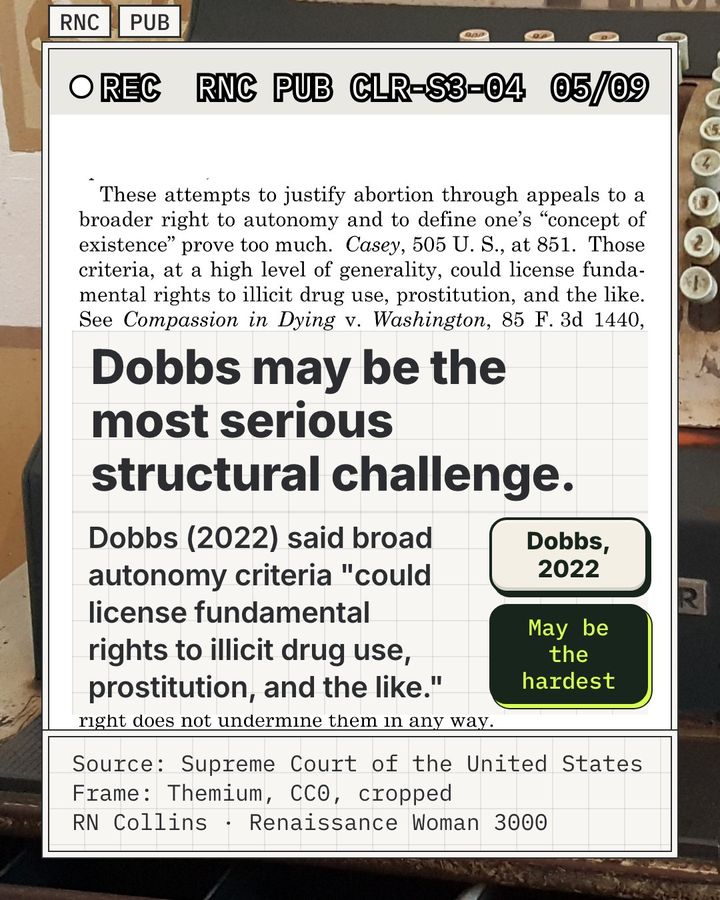 RNC PUB
REC RNC PUB CLR-S3-04 05/09
These attempts to justify abortion through appeals to a
broader right to autonomy and to define one's “concept of
existence” prove too much. Casey, 505 U. S., at 851. Those
criteria, at a high level of generality, could license funda-
mental rights to illicit drug use, prostitution, and the like.
See Compassion in Dying v. Washington, 85 F. 3d 1440,
Dobbs may be the
most serious
structural challenge.
Dobbs (2022) said broad
autonomy criteria "could
license fundamental
rights to illicit drug use,
prostitution, and the like."
Dobbs,
2022
May be
the
hardest
right does not undermine them in any way.
Source: Supreme Court of the United States
Frame: Themium, CC0, cropped
RN Collins · Renaissance Woman 3000